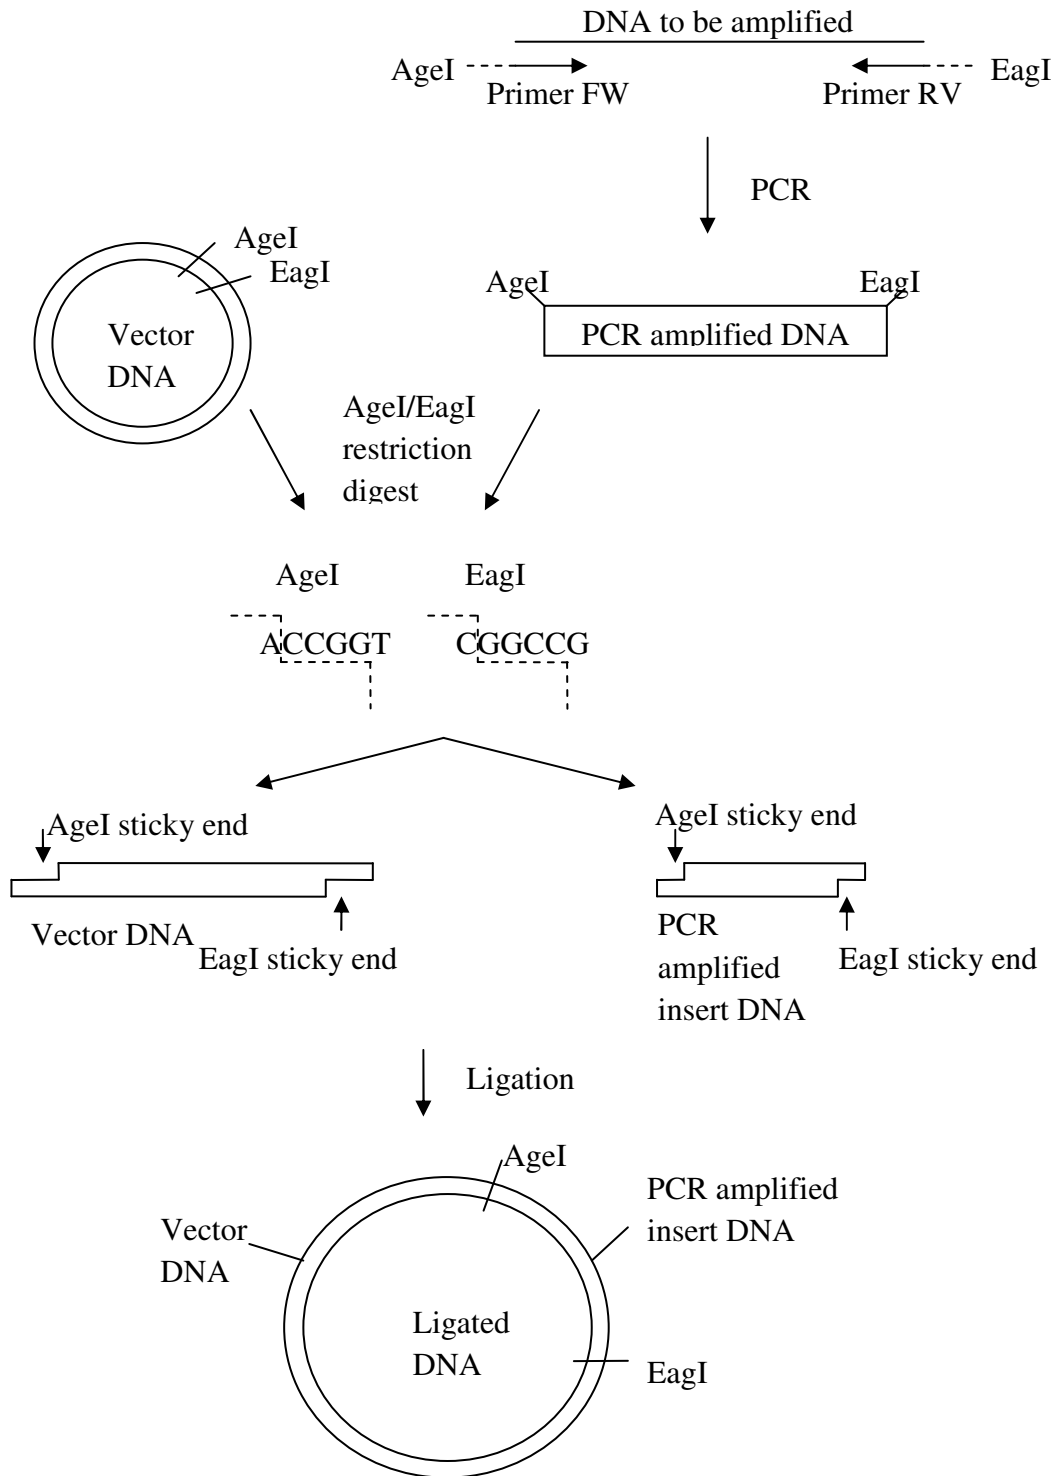 DNA to be amplified
AgeI
EagI
Primer FW
Primer RV
PCR
AgeI
EagI
Vector
DNA
AgeI
EagI
PCR amplified DNA
AgeI/EagI
restriction
digest
AgeI
EagI
ACCGGT
CGGCCG
AgeI sticky end
AgeI sticky end
Vector DNA
EagI sticky end
PCR
amplified
insert DNA
EagI sticky end
Ligation
AgeI
PCR amplified
insert DNA
Vector
DNA
Ligated
DNA
EagI